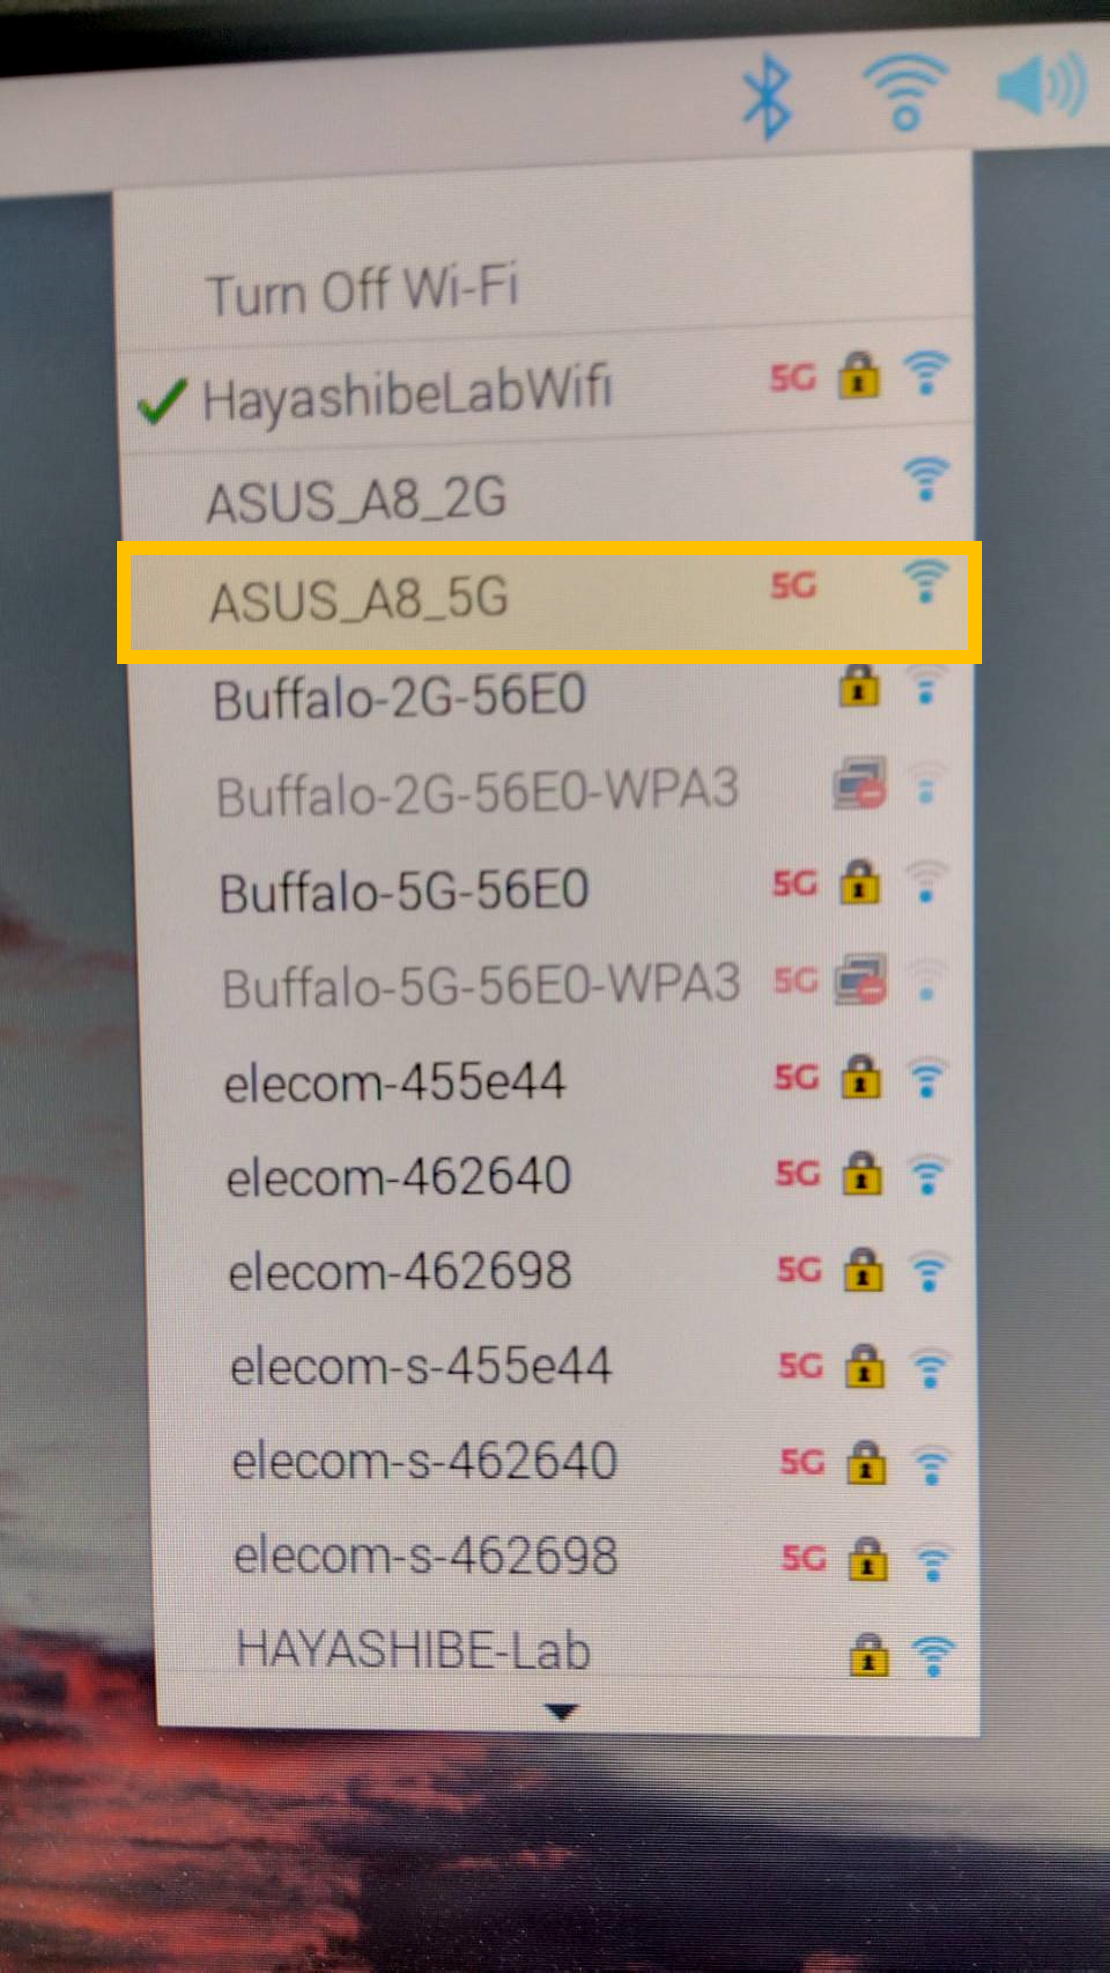 Turn Off Wi-Fi
HayashibeLabWifi 5G
ASUS_A8_2G
ASUS_A8_5G 5G
Buffalo-2G-56E0
Buffalo-2G-56E0-WPA3
Buffalo-5G-56E0 5G
Buffalo-5G-56E0-WPA3 5G
elecom-455e44 5G
elecom-462640 5G
elecom-462698 5G
elecom-s-455e44 5G
elecom-s-462640 5G
elecom-s-462698 5G
HAYASHIBE-Lab